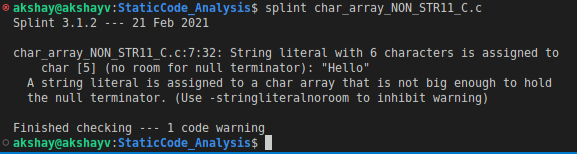 akshay@akshayv:StaticCode_Analysis$ splint char_array_NON_STR11_C.c
Splint 3.1.2 --- 21 Feb 2021

char_array_NON_STR11_C.c:7:32: String literal with 6 characters is assigned to
    char [5] (no room for null terminator): "Hello"
  A string literal is assigned to a char array that is not big enough to hold
  the null terminator. (Use -stringliteralnoroom to inhibit warning)

Finished checking --- 1 code warning
akshay@akshayv:StaticCode_Analysis$